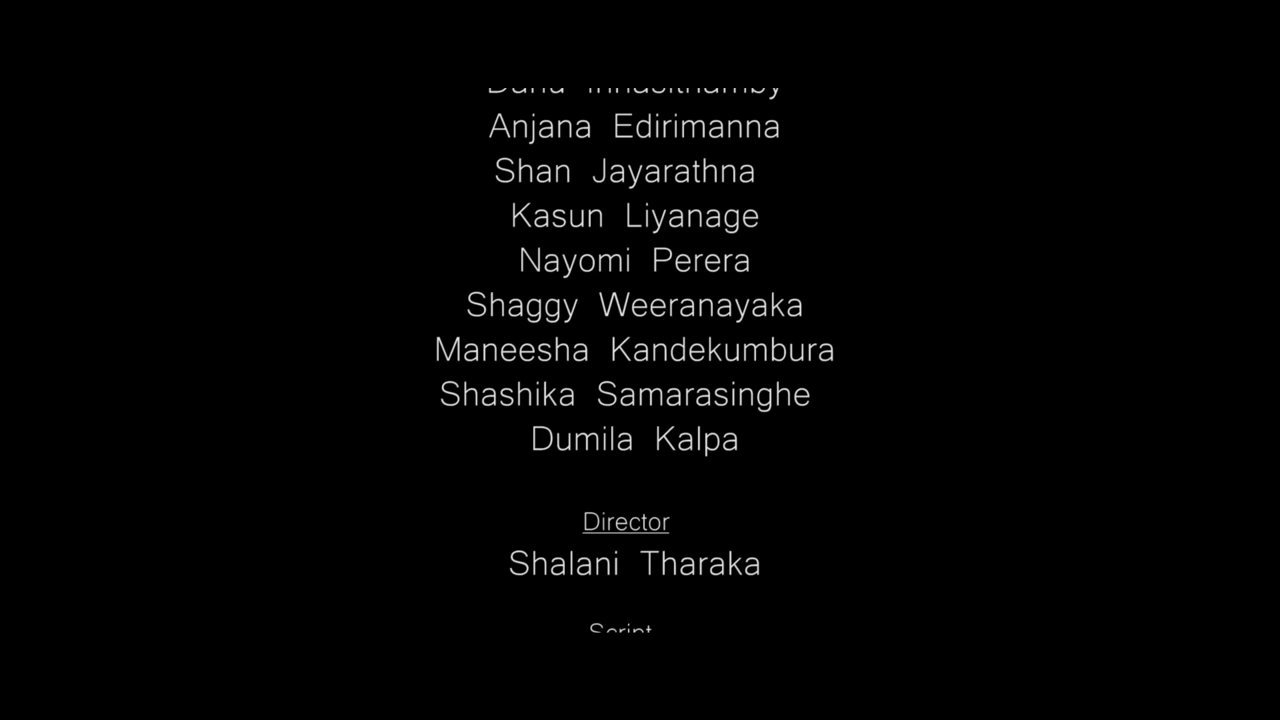 Anjana Edirimanna
Shan Jayarathna
Kasun Liyanage
Nayomi Perera
Shaggy Weeranayaka
Maneesha Kandekumbura
Shashika Samarasinghe
Dumila Kalpa
Director
Shalani Tharaka
Script